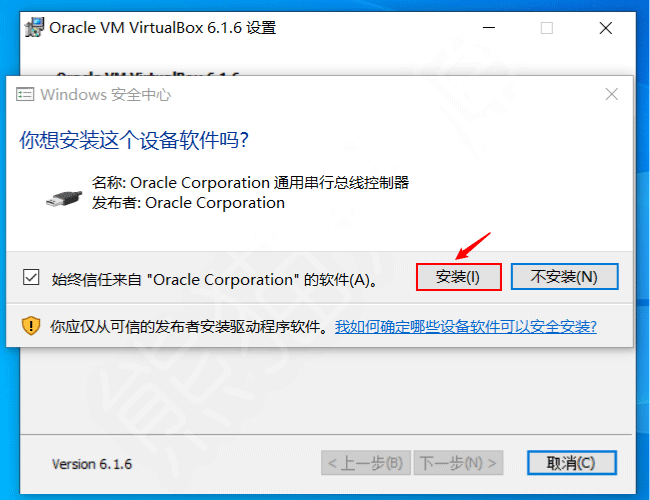 Oracle VM VirtualBox 6.1.6 设置
Oracle VM VirtualBox 6.1.6
Windows 安全中心
你想安装这个设备软件吗?
名称: Oracle Corporation 通用串行总线控制器
发布者: Oracle Corporation
始终信任来自 "Oracle Corporation" 的软件(A)。
安装(I)
不安装(N)
你应仅从可信的发布者安装驱动程序软件。我如何确定哪些设备软件可以安全安装?
Version 6.1.6
< 上一步(B)
下一步(N) >
取消(C)